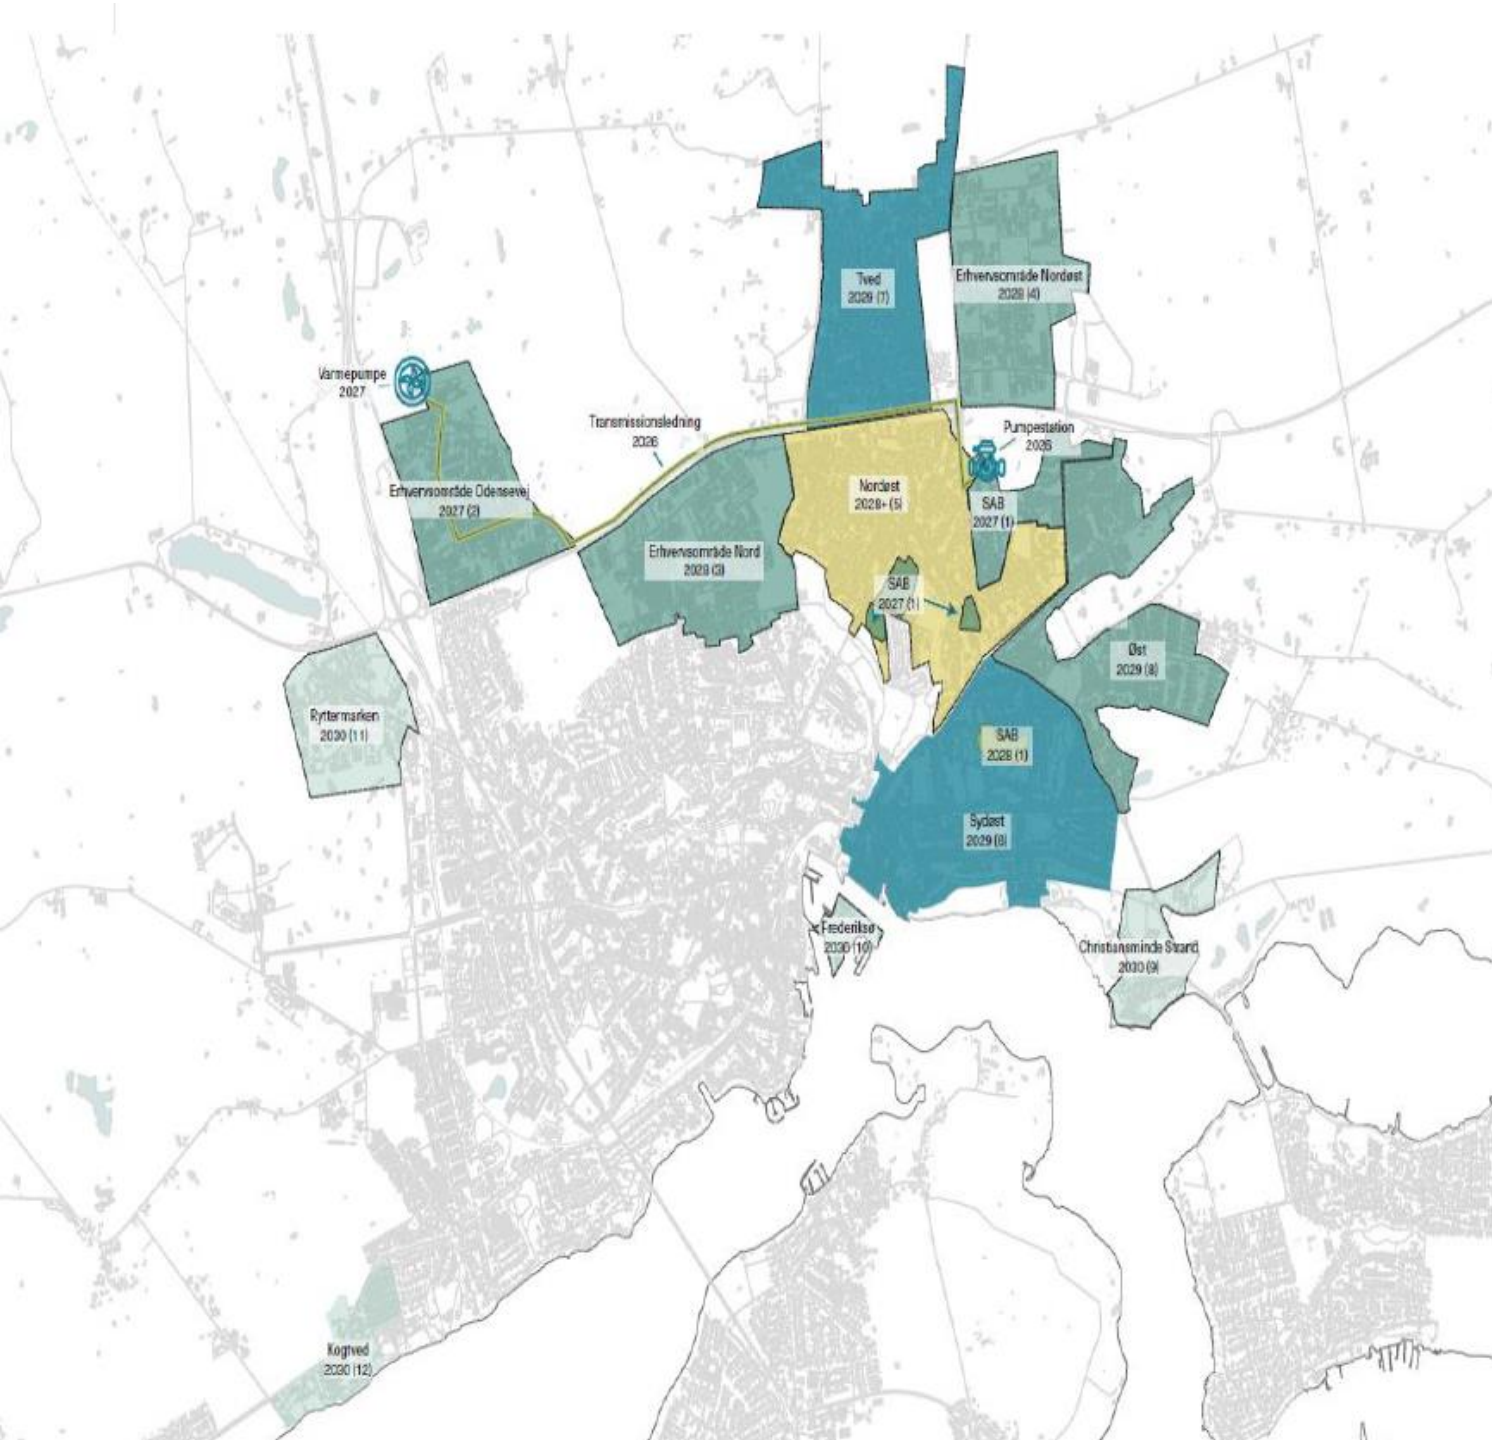 Tved
2029 (7)
Erhvervsområde Nordøst
2028 (4)
Varmepumpe
2027
Transmissionsledning
2026
Pumpestation
2026
Erhvervsområde Odensevej
2027 (2)
Nordøst
2028+ (5)
SAB
2027 (1)
Erhvervsområde Nord
2028 (3)
SAB
2027 (1)
Øst
2029 (8)
Ryttermarken
2030 (11)
SAB
2028 (1)
Sydøst
2029 (6)
Frederiksø
2030 (10)
Christiansminde Strand
2030 (9)
Kogtved
2030 (12)